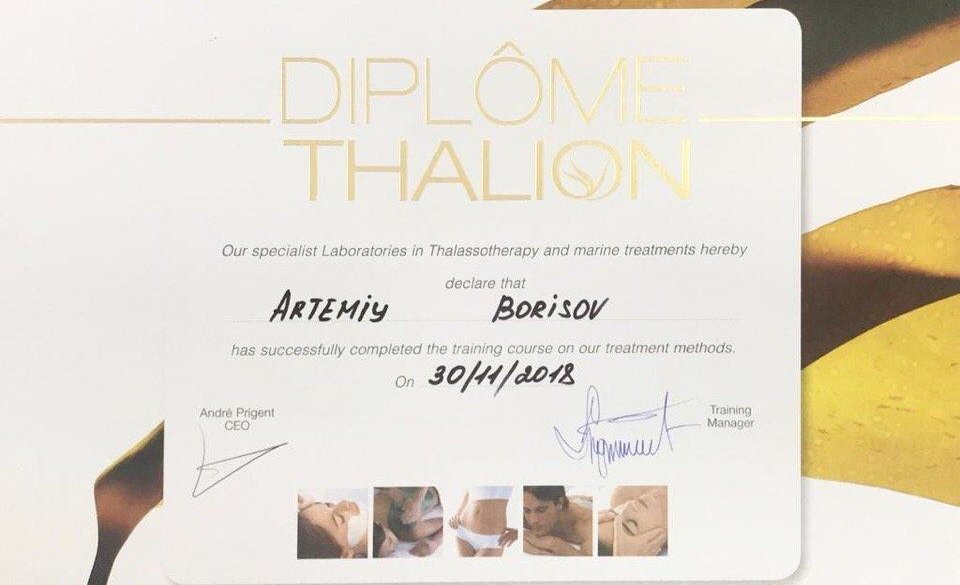 DIPLÔME
THALION
Our specialist Laboratories in Thalassotherapy and marine treatments hereby
declare that
ARTEMIY BORISOV
has successfully completed the training course on our treatment methods.
On 30/11/2018
André Prigent
CEO
Training
Manager